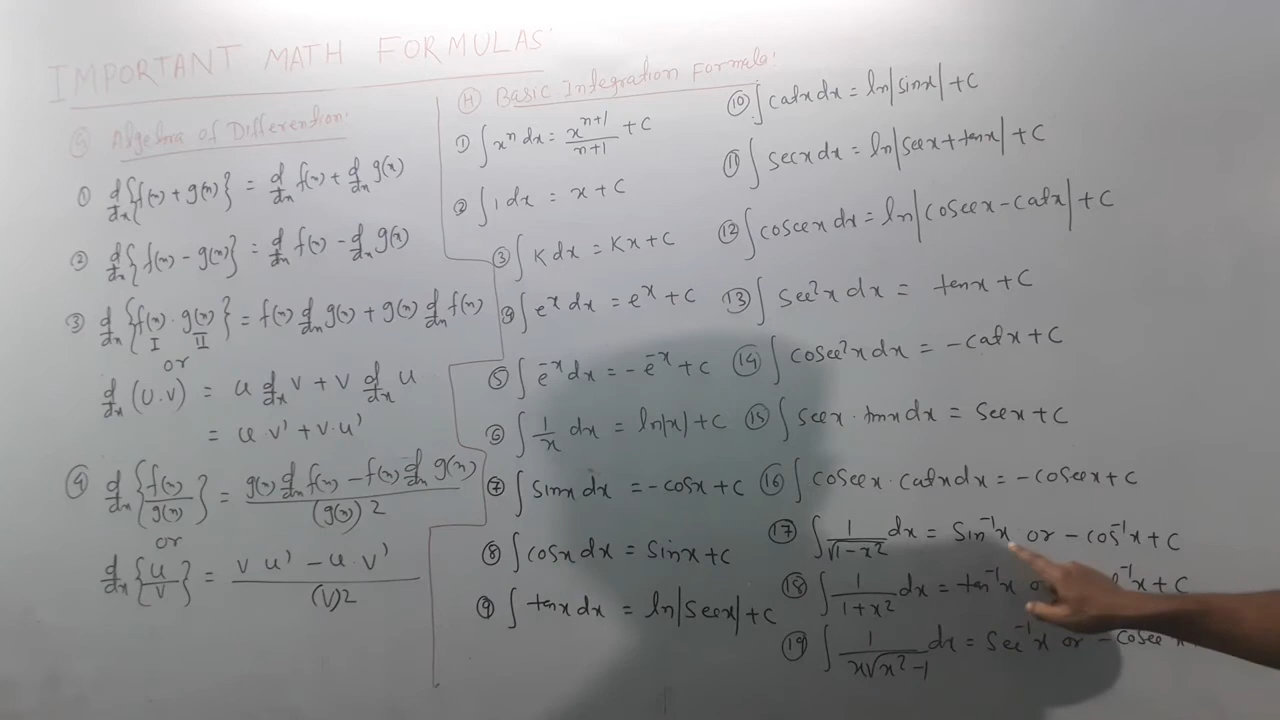 IMPORTANT MATH FORMULAS:
G Algebra of Differention:
① d/dx {f(x) + g(x)} = d/dx f(x) + d/dx g(x)
② d/dx {f(x) - g(x)} = d/dx f(x) - d/dx g(x)
③ d/dx {f(x) · g(x)} = f(x) d/dx g(x) + g(x) d/dx f(x)
I II
or
d/dx (U.V) = u d/dx v + v d/dx u
= u.v' + v.u'
④ d/dx {f(x)/g(x)} = g(x) d/dx f(x) - f(x) d/dx g(x) / (g(x))²
or
d/dx {u/v} = v u' - u.v' / (v)²
(H) Basic Integration Formula:
① ∫ xⁿ dx = xⁿ⁺¹/n+1 + C
② ∫ 1 dx = x + C
③ ∫ K dx = Kx + C
④ ∫ eˣ dx = eˣ + C
⑤ ∫ e⁻ˣ dx = - e⁻ˣ + C
⑥ ∫ 1/x dx = ln|x| + C
⑦ ∫ sinx dx = -cosx + C
⑧ ∫ cosx dx = sinx + C
⑨ ∫ tanx dx = ln|secx| + C
⑩ ∫ cotx dx = ln|sinx| + C
⑪ ∫ secx dx = ln|secx + tanx| + C
⑫ ∫ cosecx dx = ln|cosecx - cotx| + C
⑬ ∫ sec²x dx = tanx + C
⑭ ∫ cosec²x dx = -cotx + C
⑮ ∫ secx · tanx dx = secx + C
⑯ ∫ cosecx · cotx dx = -cosecx + C
⑰ ∫ 1/√1-x² dx = sin⁻¹x or - cos⁻¹x + C
⑱ ∫ 1/1+x² dx = tan⁻¹x ⁻¹x + C
⑲ ∫ 1/x√x²-1 dx = sec⁻¹x or - cosec